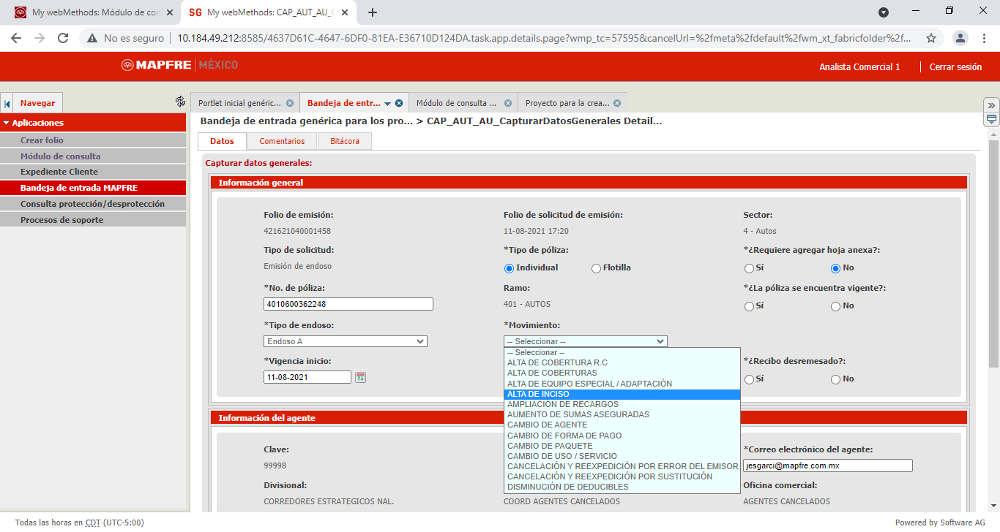 My webMethods: Módulo de con
SG My webMethods: CAP_AUT_AU_C
No es seguro | 10.184.49.212:8585/4637D61C-4647-6DF0-81EA-E36710D124DA.task.app.details.page?wmp_tc=57595&cancelUrl=%2fmeta%2fdefault%2fwm_xt_fabricfolder%2f...
MAPFRE | MÉXICO
Analista Comercial 1 | Cerrar sesión
Navegar
Portlet inicial genéric...
Bandeja de entr...
Módulo de consulta ...
Proyecto para la crea...
Aplicaciones
Crear folio
Módulo de consulta
Expediente Cliente
Bandeja de entrada MAPFRE
Consulta protección/desprotección
Procesos de soporte
Bandeja de entrada genérica para los pro... > CAP_AUT_AU_CapturarDatosGenerales Detail...
Datos
Comentarios
Bitácora
Capturar datos generales:
Información general
Folio de emisión:
Folio de solicitud de emisión:
Sector:
421621040001458
11-08-2021 17:20
4 - Autos
Tipo de solicitud:
*Tipo de póliza:
*¿Requiere agregar hoja anexa?:
Emisión de endoso
Individual
Flotilla
Sí
No
*No. de póliza:
Ramo:
*¿La póliza se encuentra vigente?:
4010600362248
401 - AUTOS
Sí
No
*Tipo de endoso:
*Movimiento:
Endoso A
-- Seleccionar --
-- Seleccionar --
ALTA DE COBERTURA R.C
ALTA DE COBERTURAS
ALTA DE EQUIPO ESPECIAL / ADAPTACIÓN
ALTA DE INCISO
AMPLIACIÓN DE RECARGOS
AUMENTO DE SUMAS ASEGURADAS
CAMBIO DE AGENTE
CAMBIO DE FORMA DE PAGO
CAMBIO DE PAQUETE
CAMBIO DE USO / SERVICIO
CANCELACIÓN Y REEXPEDICIÓN POR ERROR DEL EMISOR
CANCELACIÓN Y REEXPEDICIÓN POR SUSTITUCIÓN
DISMINUCIÓN DE DEDUCIBLES
*Vigencia inicio:
*¿Recibo desremesado?:
11-08-2021
Sí
No
Información del agente
Clave:
*Correo electrónico del agente:
99998
jesgarci@mapfre.com.mx
Divisional:
Oficina comercial:
CORREDORES ESTRATEGICOS NAL.
COORD AGENTES CANCELADOS
AGENTES CANCELADOS
Todas las horas en CDT (UTC-5:00)
Powered by Software AG